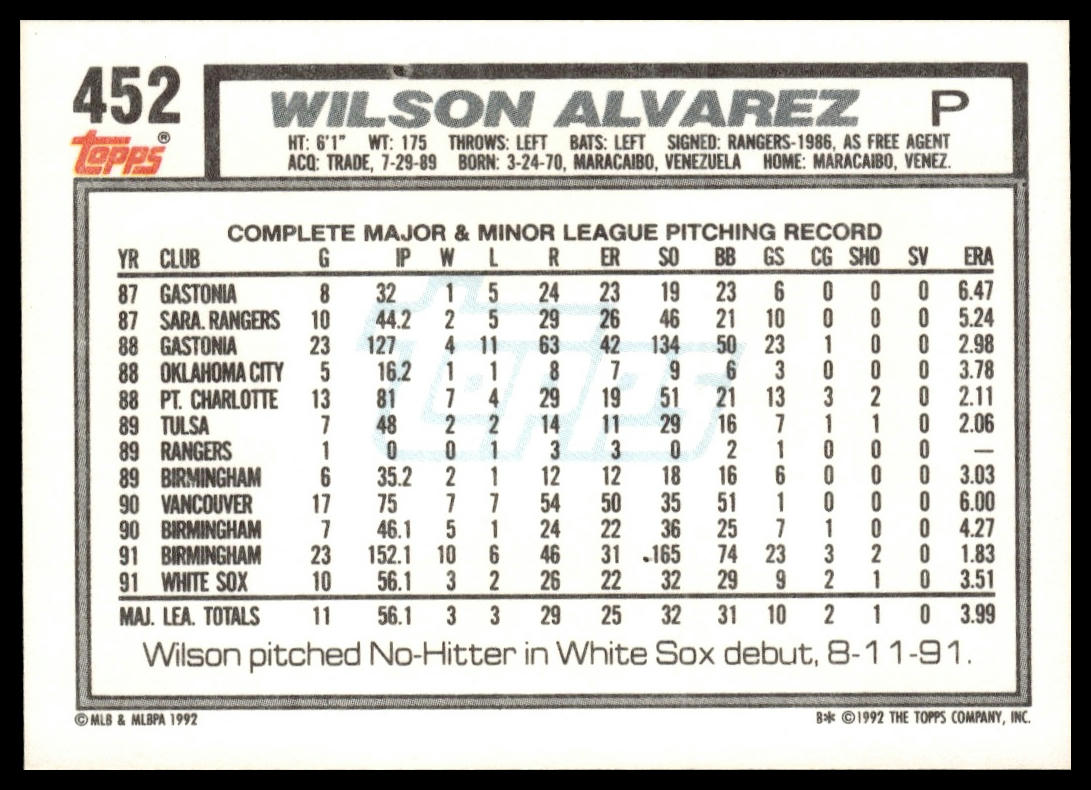 452
topps®
WILSON ALVAREZ P
HT: 6'1" WT: 175 THROWS: LEFT BATS: LEFT SIGNED: RANGERS-1986, AS FREE AGENT
ACQ: TRADE, 7-29-89 BORN: 3-24-70, MARACAIBO, VENEZUELA HOME: MARACAIBO, VENEZ.
COMPLETE MAJOR & MINOR LEAGUE PITCHING RECORD
YR CLUB G IP W L R ER SO BB GS CG SHO SV ERA
87 GASTONIA 8 32 1 5 24 23 19 23 6 0 0 0 6.47
87 SARA. RANGERS 10 44.2 2 5 29 26 46 21 10 0 0 0 5.24
88 GASTONIA 23 127 4 11 63 42 134 50 23 1 0 0 2.98
88 OKLAHOMA CITY 5 16.2 1 1 8 7 9 6 3 0 0 0 3.78
88 PT. CHARLOTTE 13 81 7 4 29 19 51 21 13 3 2 0 2.11
89 TULSA 7 48 2 2 14 11 29 16 7 1 1 0 2.06
89 RANGERS 1 0 0 1 3 3 0 2 1 0 0 0 —
89 BIRMINGHAM 6 35.2 2 1 12 12 18 16 6 0 0 0 3.03
90 VANCOUVER 17 75 7 7 54 50 35 51 1 0 0 0 6.00
90 BIRMINGHAM 7 46.1 5 1 24 22 36 25 7 1 0 0 4.27
91 BIRMINGHAM 23 152.1 10 6 46 31 165 74 23 3 2 0 1.83
91 WHITE SOX 10 56.1 3 2 26 22 32 29 9 2 1 0 3.51
MAJ. LEA. TOTALS 11 56.1 3 3 29 25 32 31 10 2 1 0 3.99
Wilson pitched No-Hitter in White Sox debut, 8-11-91.
topps
© MLB & MLBPA 1992
B* © 1992 THE TOPPS COMPANY, INC.